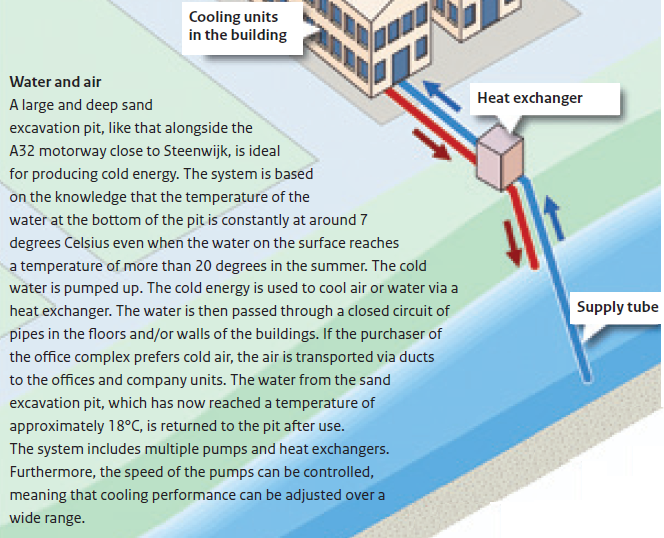 Cooling units
in the building
Water and air
A large and deep sand
excavation pit, like that alongside the
A32 motorway close to Steenwijk, is ideal
for producing cold energy. The system is based
on the knowledge that the temperature of the
water at the bottom of the pit is constantly at around 7
degrees Celsius even when the water on the surface reaches
a temperature of more than 20 degrees in the summer. The cold
water is pumped up. The cold energy is used to cool air or water via a
heat exchanger. The water is then passed through a closed circuit of
pipes in the floors and/or walls of the buildings. If the purchaser of
the office complex prefers cold air, the air is transported via ducts
to the offices and company units. The water from the sand
excavation pit, which has now reached a temperature of
approximately 18°C, is returned to the pit after use.
The system includes multiple pumps and heat exchangers.
Furthermore, the speed of the pumps can be controlled,
meaning that cooling performance can be adjusted over a
wide range.
Heat exchanger
Supply tube